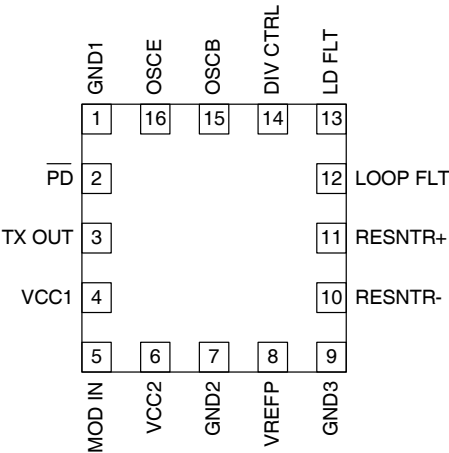 GND1
OSCE
OSCB
DIV CTRL
LD FLT
1
16
15
14
13
PD
2
12
LOOP FLT
TX OUT
3
11
RESNTR+
VCC1
4
10
RESNTR-
5
6
7
8
9
MOD IN
VCC2
GND2
VREFP
GND3